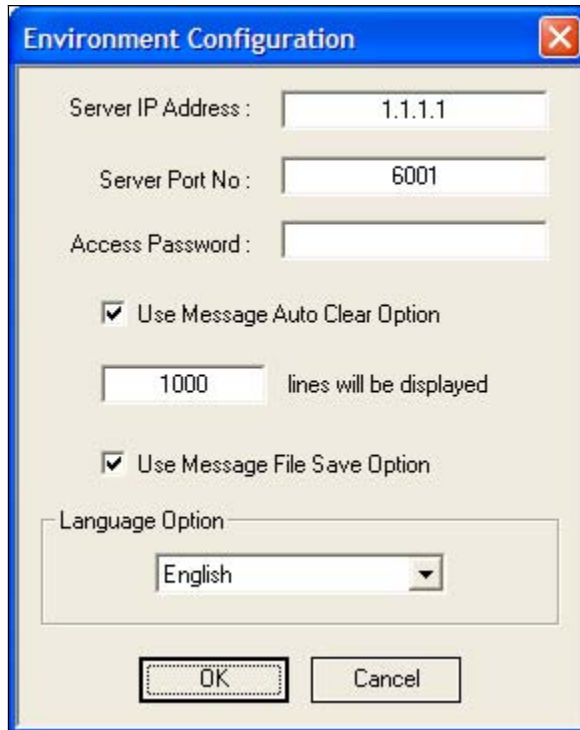 Environment Configuration
Server IP Address : 1.1.1.1
Server Port No : 6001
Access Password :
Use Message Auto Clear Option
1000 lines will be displayed
Use Message File Save Option
Language Option
English
OK Cancel